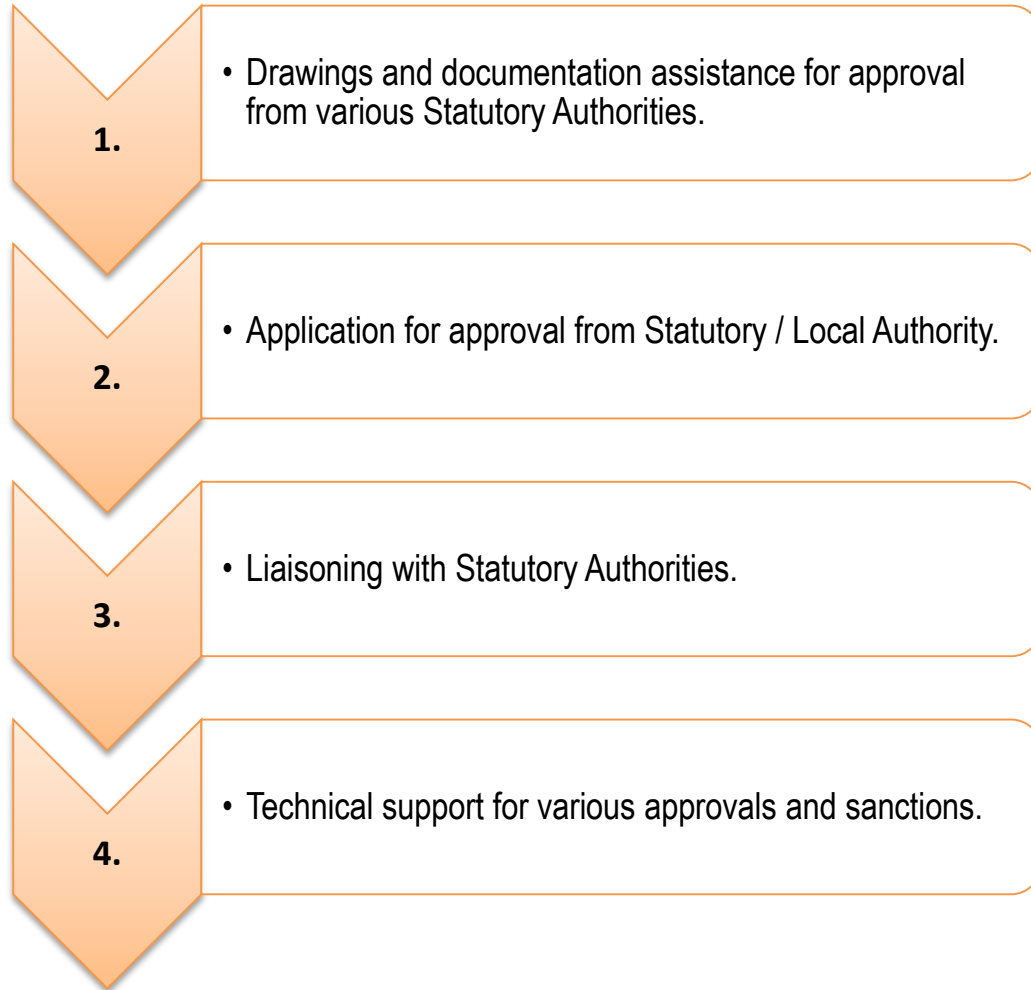 1.
• Drawings and documentation assistance for approval
from various Statutory Authorities.
2.
• Application for approval from Statutory / Local Authority.
3.
• Liaisoning with Statutory Authorities.
4.
• Technical support for various approvals and sanctions.